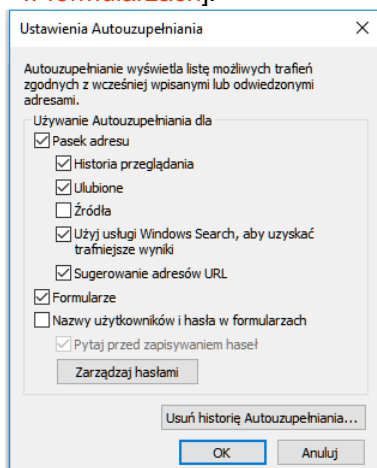 w formularzach].
Ustawienia Autouzupełniania
Autouzupełnianie wyświetla listę możliwych trafień
zgodnych z wcześniej wpisanymi lub odwiedzonymi
adresami.
Używanie Autouzupełniania dla
Pasek adresu
Historia przeglądania
Ulubione
Źródła
Użyj usługi Windows Search, aby uzyskać
trafniejsze wyniki
Sugerowanie adresów URL
Formularze
Nazwy użytkowników i hasła w formularzach
Pytaj przed zapisywaniem haseł
Zarządzaj hasłami
Usuń historię Autouzupełniania...
OK
Anuluj